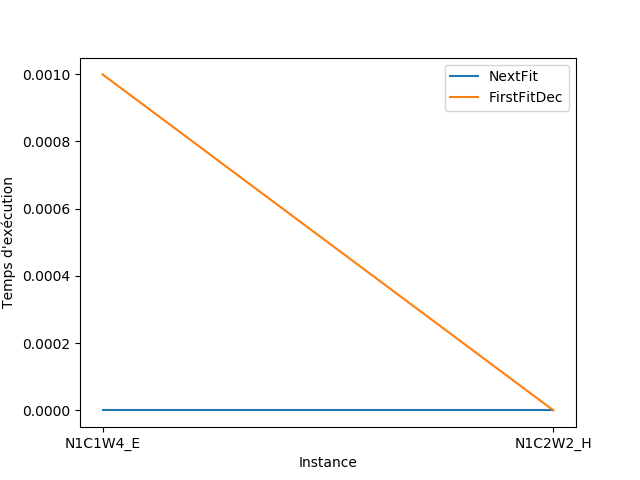 NextFit
FirstFitDec
0.0010
0.0008
0.0006
0.0004
0.0002
0.0000
Temps d'exécution
N1C1W4_E
N1C2W2_H
Instance